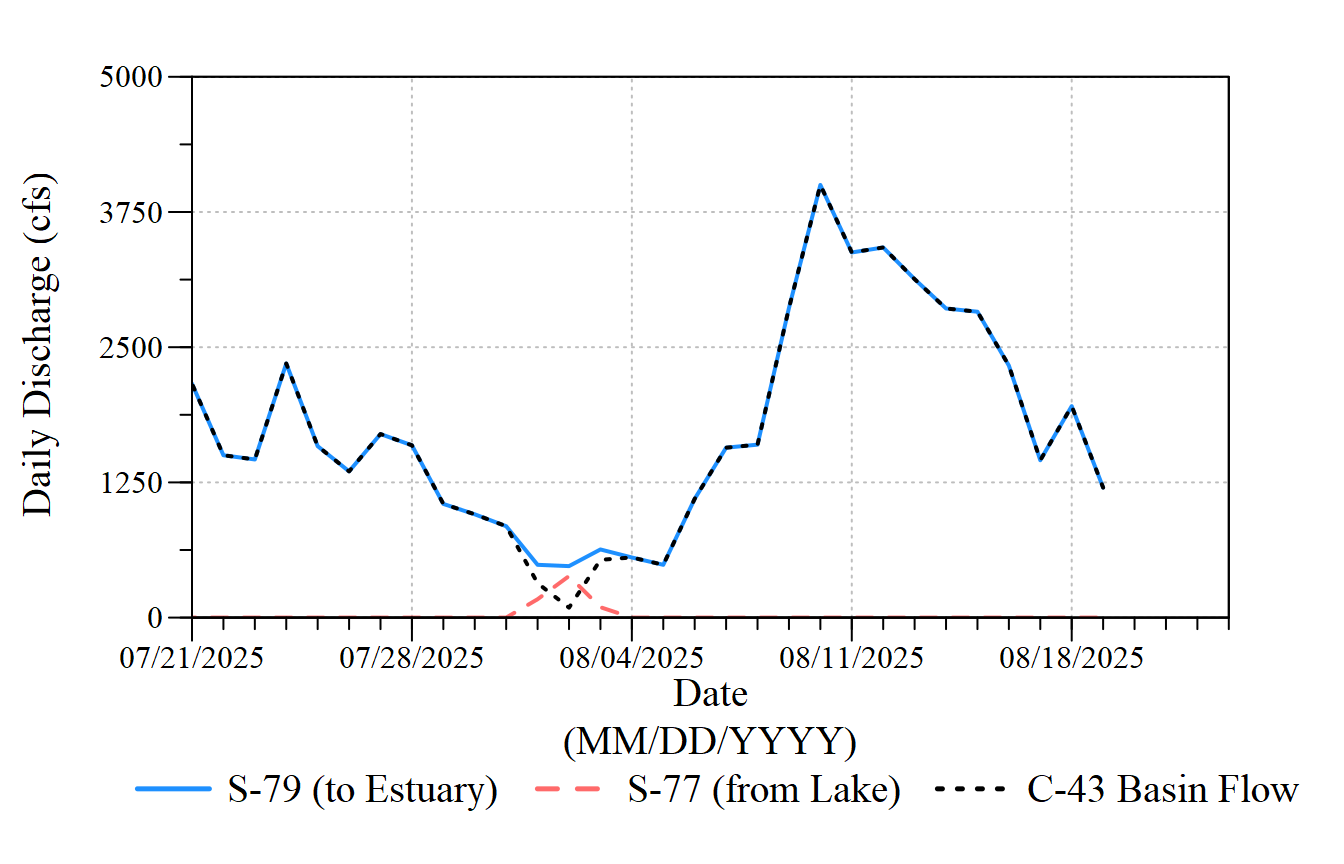 5000
3750
2500
1250
0
Daily Discharge (cfs)
07/21/2025 07/28/2025 08/04/2025 08/11/2025 08/18/2025
Date
(MM/DD/YYYY)
S-79 (to Estuary) S-77 (from Lake) C-43 Basin Flow